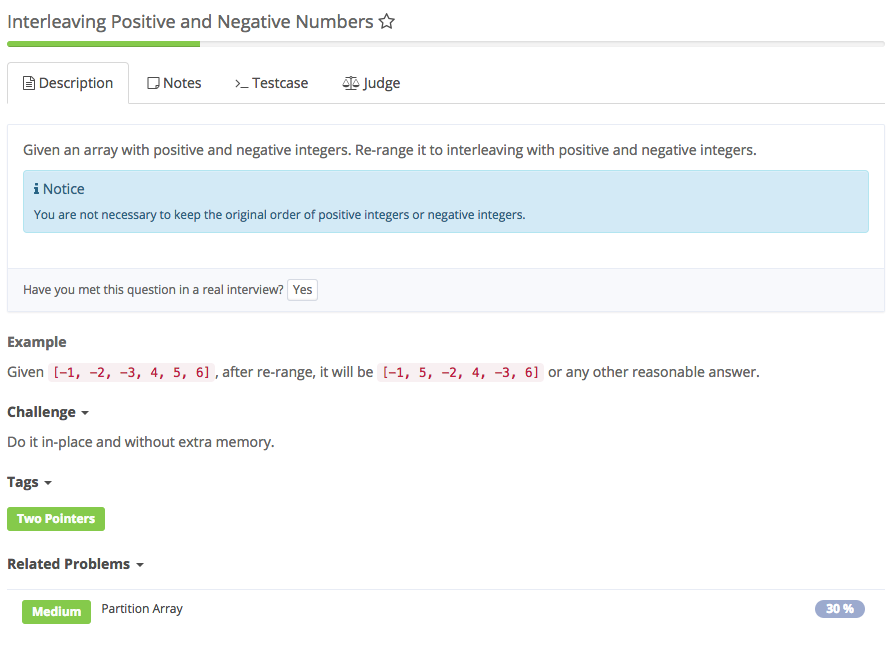 Interleaving Positive and Negative Numbers
Description Notes >_ Testcase Judge
Given an array with positive and negative integers. Re-range it to interleaving with positive and negative integers.
i Notice
You are not necessary to keep the original order of positive integers or negative integers.
Have you met this question in a real interview? Yes
Example
Given [-1, -2, -3, 4, 5, 6], after re-range, it will be [-1, 5, -2, 4, -3, 6] or any other reasonable answer.
Challenge
Do it in-place and without extra memory.
Tags
Two Pointers
Related Problems
Medium Partition Array 30 %